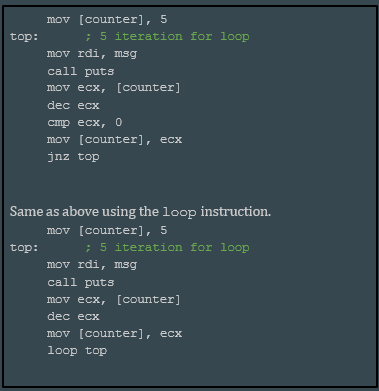 mov [counter], 5
top:      ; 5 iteration for loop
mov rdi, msg
call puts
mov ecx, [counter]
dec ecx
cmp ecx, 0
mov [counter], ecx
jnz top
Same as above using the loop instruction.
mov [counter], 5
top:      ; 5 iteration for loop
mov rdi, msg
call puts
mov ecx, [counter]
dec ecx
mov [counter], ecx
loop top